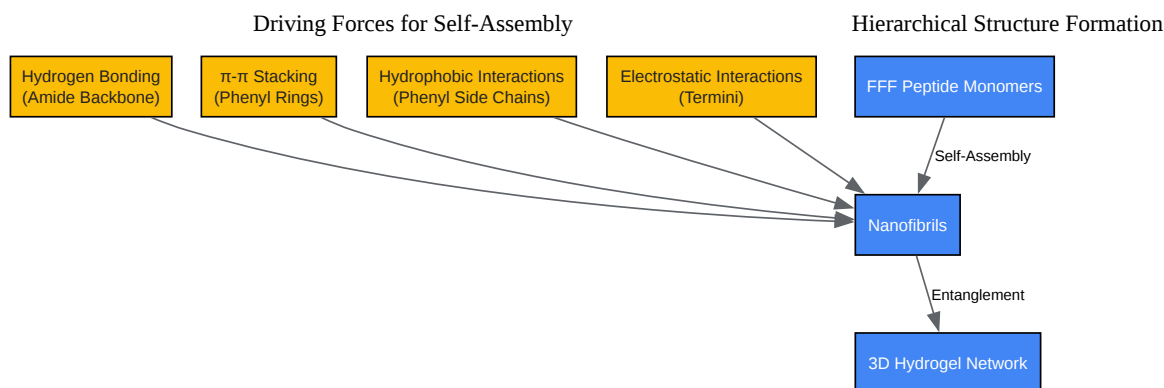 Driving Forces for Self-Assembly
Hierarchical Structure Formation
Hydrogen Bonding
(Amide Backbone)
π-π Stacking
(Phenyl Rings)
Hydrophobic Interactions
(Phenyl Side Chains)
Electrostatic Interactions
(Termini)
FFF Peptide Monomers
Self-Assembly
Nanofibrils
Entanglement
3D Hydrogel Network